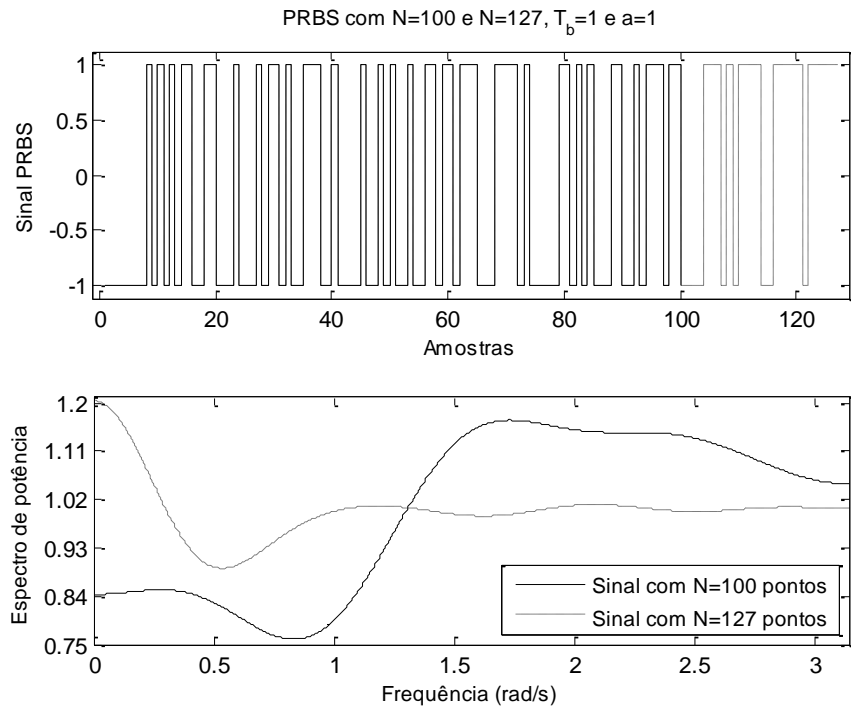 PRBS com N=100 e N=127, T_b=1 e a=1
1
0.5
0
-0.5
-1
Sinal PRBS
0 20 40 60 80 100 120
Amostras
1.2
1.11
1.02
0.93
0.84
0.75
Espectro de potência
Sinal com N=100 pontos
Sinal com N=127 pontos
0 0.5 1 1.5 2 2.5 3
Frequência (rad/s)